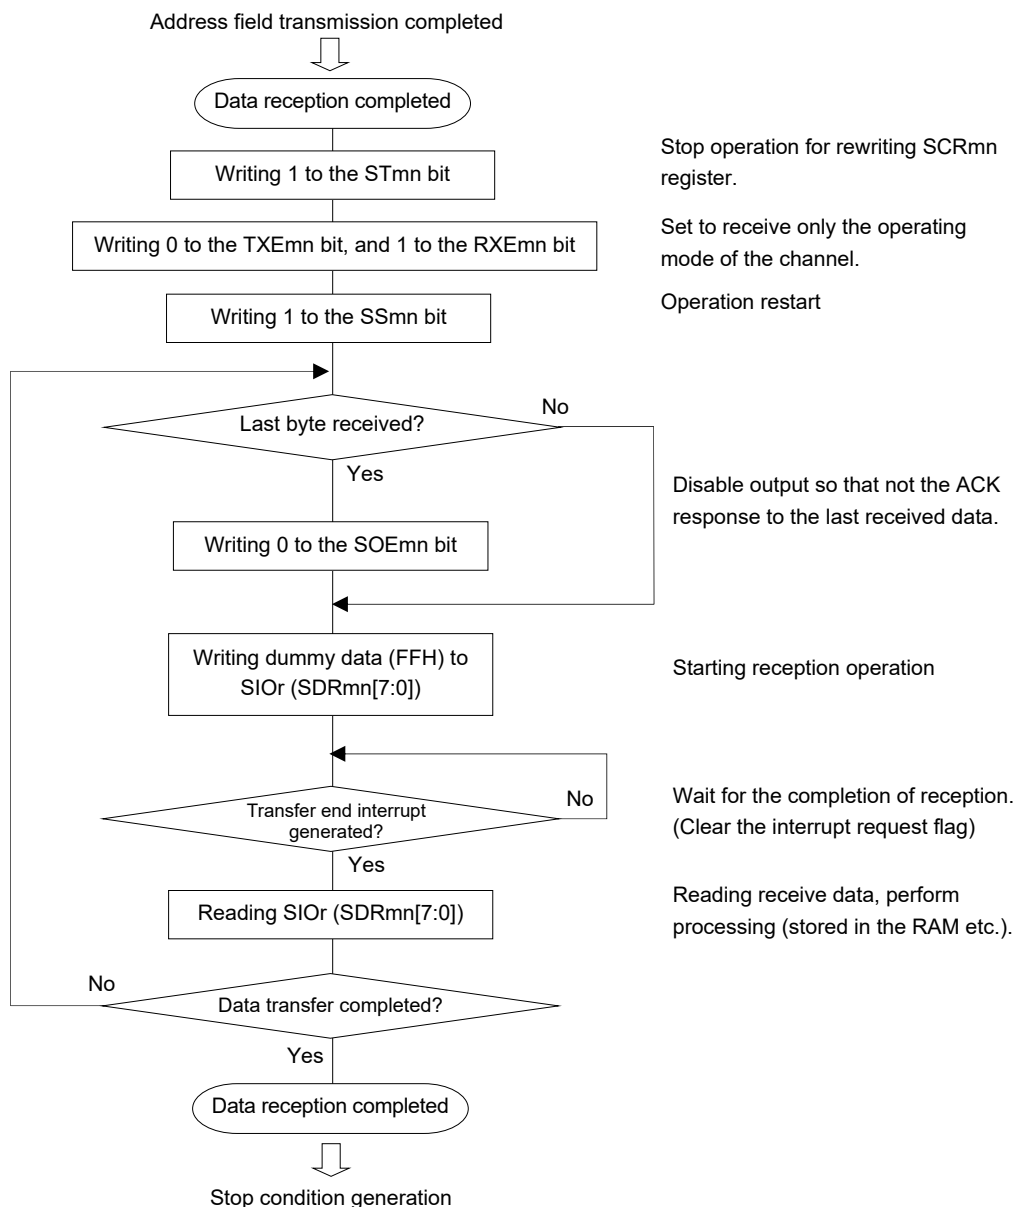 Address field transmission completed
Data reception completed
Writing 1 to the STmn bit
Stop operation for rewriting SCRmn
register.
Writing 0 to the TXEmn bit, and 1 to the RXEmn bit
Set to receive only the operating
mode of the channel.
Writing 1 to the SSmn bit
Operation restart
Last byte received?
No
Yes
Disable output so that not the ACK
response to the last received data.
Writing 0 to the SOEmn bit
Writing dummy data (FFH) to
SIOr (SDRmn[7:0])
Starting reception operation
Transfer end interrupt
generated?
No
Wait for the completion of reception.
(Clear the interrupt request flag)
Yes
Reading SIOr (SDRmn[7:0])
Reading receive data, perform
processing (stored in the RAM etc.).
No
Data transfer completed?
Yes
Data reception completed
Stop condition generation